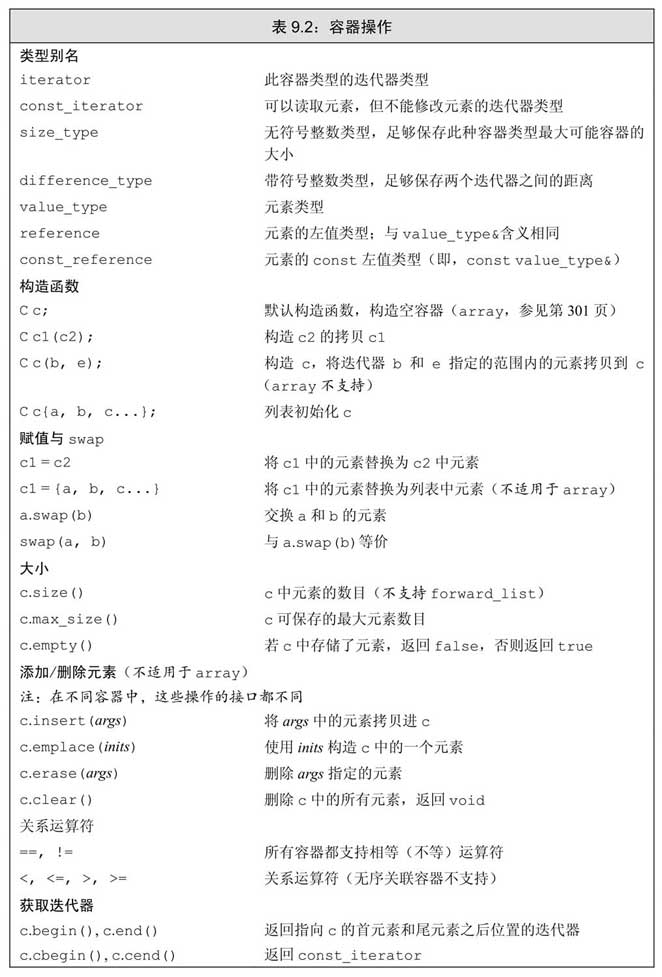 表 9.2：容器操作
类型别名
iterator 此容器类型的迭代器类型
const_iterator 可以读取元素，但不能修改元素的迭代器类型
size_type 无符号整数类型，足够保存此种容器类型最大可能容器的
大小
difference_type 带符号整数类型，足够保存两个迭代器之间的距离
value_type 元素类型
reference 元素的左值类型；与 value_type&含义相同
const_reference 元素的 const 左值类型（即，const value_type&）
构造函数
C c; 默认构造函数，构造空容器（array，参见第 301 页）
C c1(c2); 构造 c2 的拷贝 c1
C c(b, e); 构造 c，将迭代器 b 和 e 指定的范围内的元素拷贝到 c
（array 不支持）
C c{a, b, c...}; 列表初始化 c
赋值与 swap
c1 = c2 将 c1 中的元素替换为 c2 中元素
c1 = {a, b, c...} 将 c1 中的元素替换为列表中元素（不适用于 array）
a.swap(b) 交换 a 和 b 的元素
swap(a, b) 与 a.swap(b) 等价
大小
c.size() c 中元素的数目（不支持 forward_list）
c.max_size() c 可保存的最大元素数目
c.empty() 若 c 中存储了元素，返回 false，否则返回 true
添加/删除元素（不适用于 array）
注：在不同容器中，这些操作的接口都不同
c.insert(args) 将 args 中的元素拷贝进 c
c.emplace(inits) 使用 inits 构造 c 中的一个元素
c.erase(args) 删除 args 指定的元素
c.clear() 删除 c 中的所有元素，返回 void
关系运算符
==, != 所有容器都支持相等（不等）运算符
<, <=, >, >= 关系运算符（无序关联容器不支持）
获取迭代器
c.begin(), c.end() 返回指向 c 的首元素和尾元素之后位置的迭代器
c.cbegin(), c.cend() 返回 const_iterator